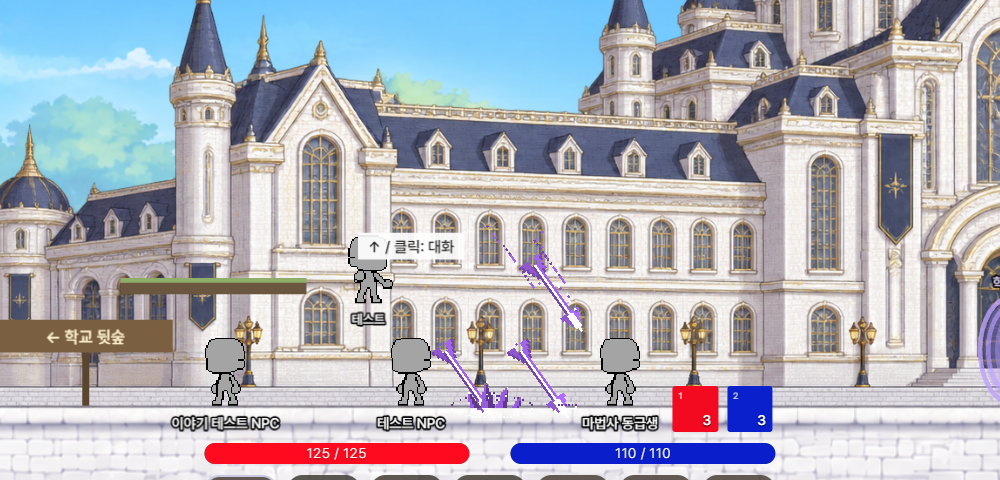 ↑ / 클릭: 대화
테스트
← 학교 뒷숲
이야기 테스트 NPC
테스트 NPC
마법사 동급생
1
3
2
3
125 / 125
110 / 110